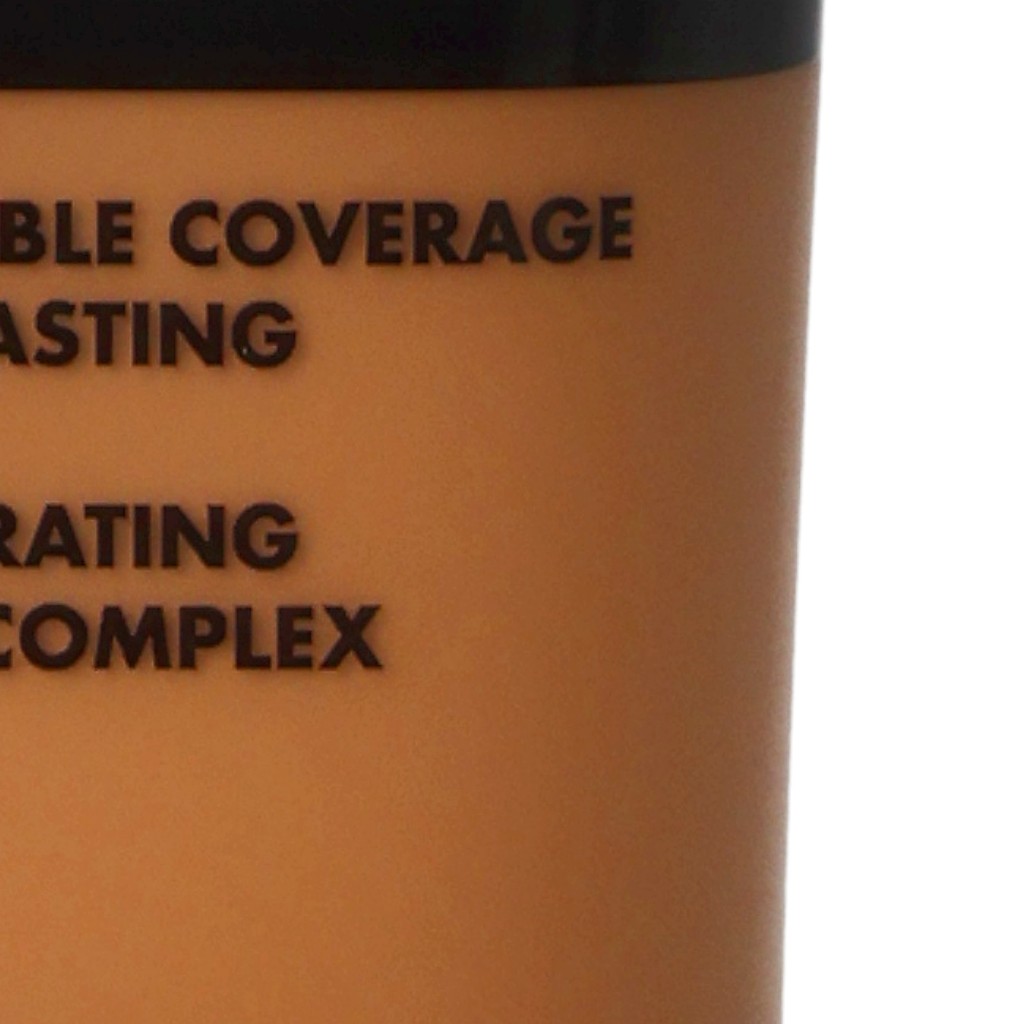 BLE COVERAGE
ASTING
RATING
COMPLEX